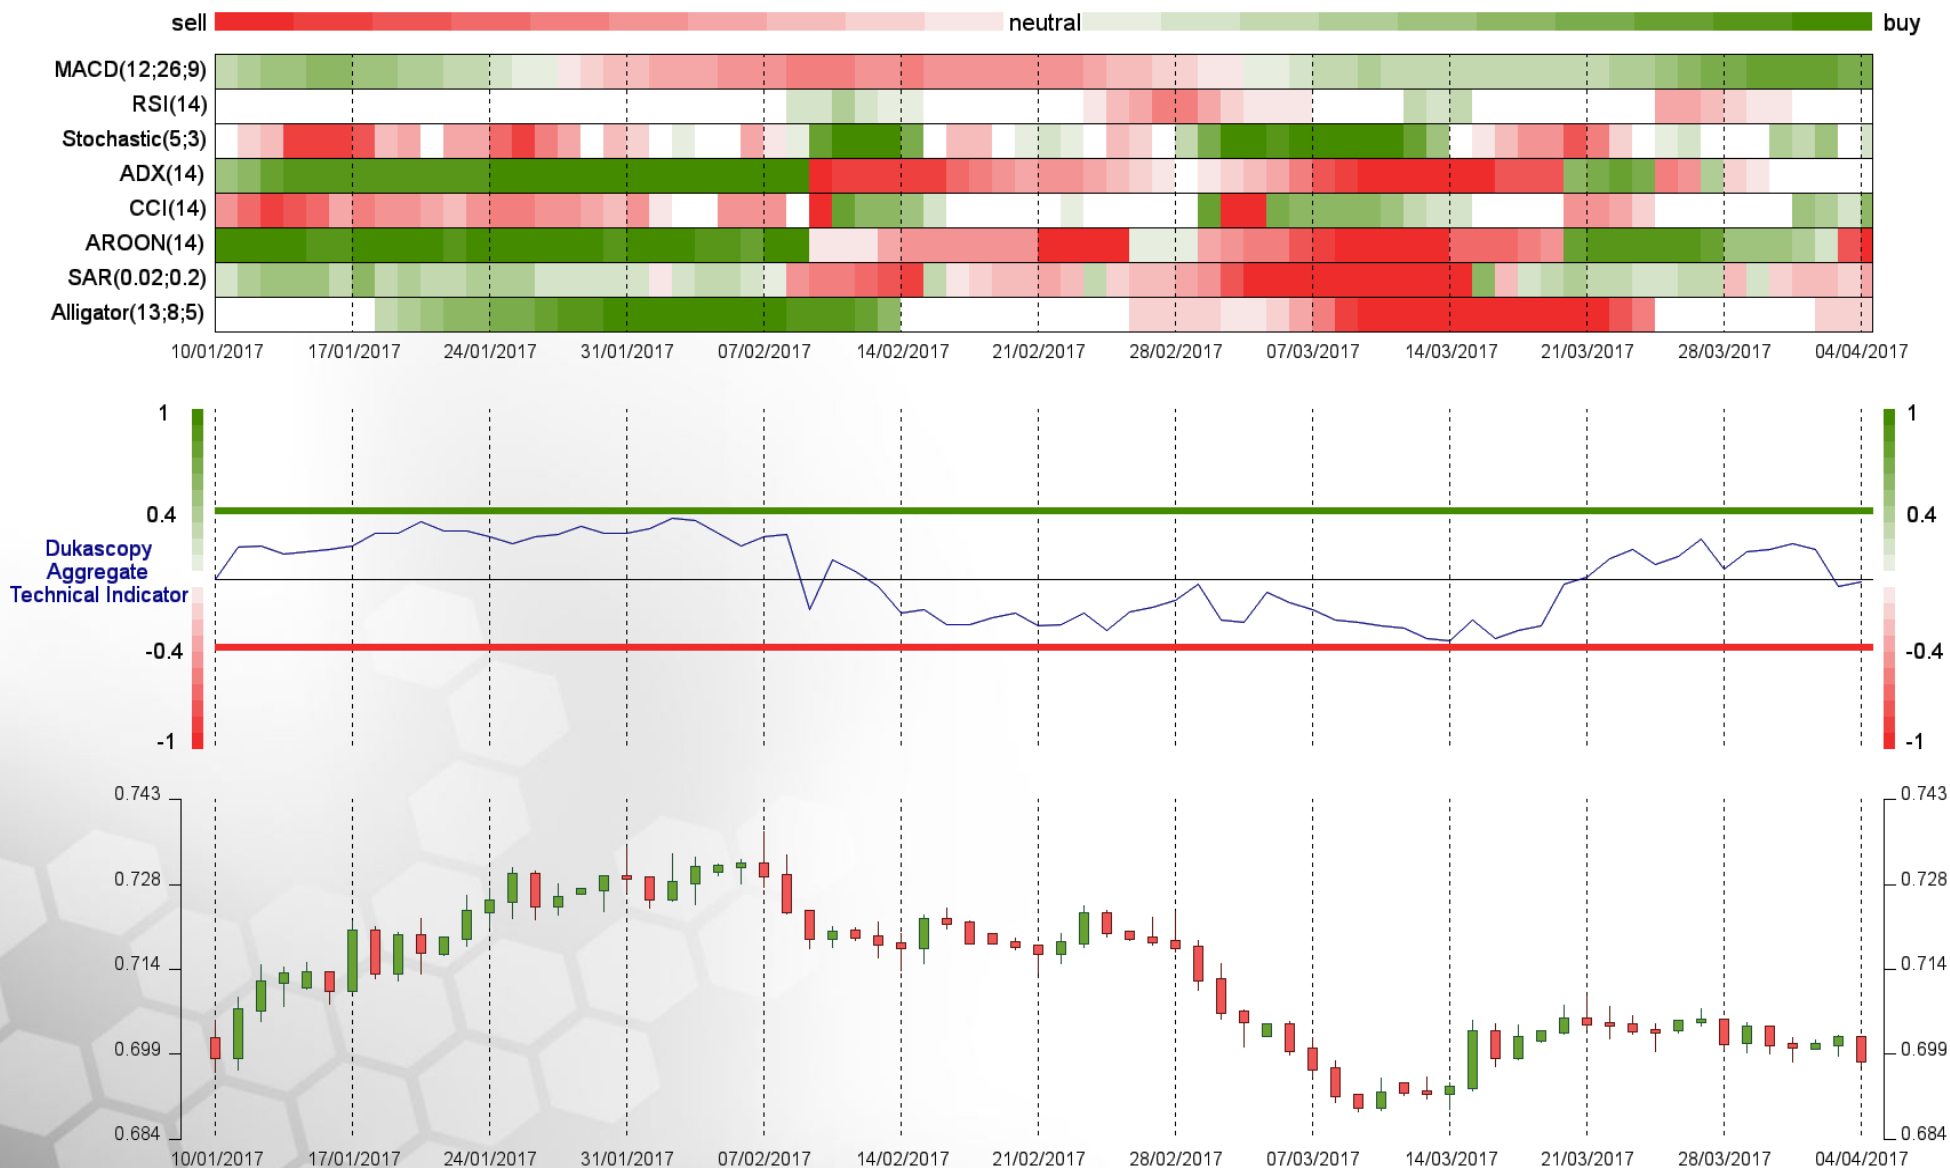 sell neutral buy
MACD(12;26;9)
RSI(14)
Stochastic(5;3)
ADX(14)
CCI(14)
AROON(14)
SAR(0.02;0.2)
Alligator(13;8;5)
10/01/2017 17/01/2017 24/01/2017 31/01/2017 07/02/2017 14/02/2017 21/02/2017 28/02/2017 07/03/2017 14/03/2017 21/03/2017 28/03/2017 04/04/2017
1 1
0.4 0.4
Dukascopy
Aggregate
Technical Indicator
-0.4 -0.4
-1 -1
0.743 0.743
0.728 0.728
0.714 0.714
0.699 0.699
0.684 0.684
10/01/2017 17/01/2017 24/01/2017 31/01/2017 07/02/2017 14/02/2017 21/02/2017 28/02/2017 07/03/2017 14/03/2017 21/03/2017 28/03/2017 04/04/2017